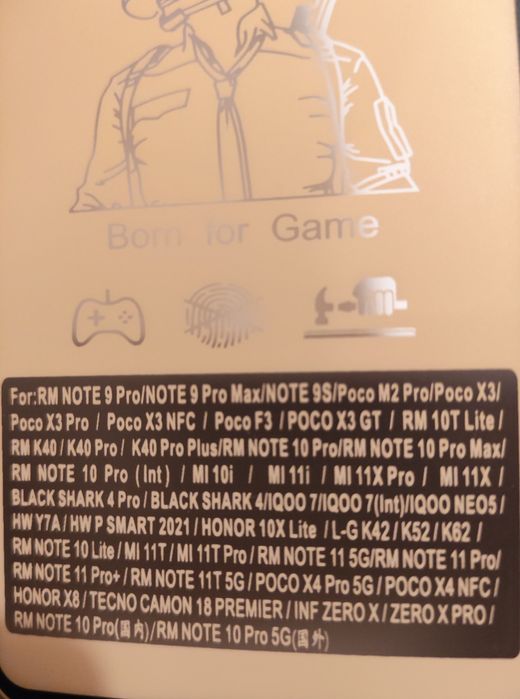 Born for Game
For:RM NOTE 9 Pro/NOTE 9 Pro Max/NOTE 9S/Poco M2 Pro/Poco X3/
Poco X3 Pro / Poco X3 NFC / Poco F3 /POCO X3 GT / RM 10T Lite /
RM K40 / K40 Pro / K40 Pro Plus/RM NOTE 10 Pro/RM NOTE 10 Pro Max/
RM NOTE 10 Pro ( Int ) / MI 10i / MI 11i / MI 11X Pro / MI 11X /
BLACK SHARK 4 Pro / BLACK SHARK 4/IQOO 7/IQOO 7(Int)/IQOO NEO5 /
HW Y7A / HW P SMART 2021 / HONOR 10X Lite / L-G K42 / K52 / K62 /
RM NOTE 10 Lite / MI 11T / MI 11T Pro / RM NOTE 11 5G/RM NOTE 11 Pro/
RM NOTE 11 Pro+ / RM NOTE 11T 5G / POCO X4 Pro 5G / POCO X4 NFC /
HONOR X8 / TECNO CAMON 18 PREMIER / INF ZERO X / ZERO X PRO /
RM NOTE 10 Pro(国内)/RM NOTE 10 Pro 5G(国外)